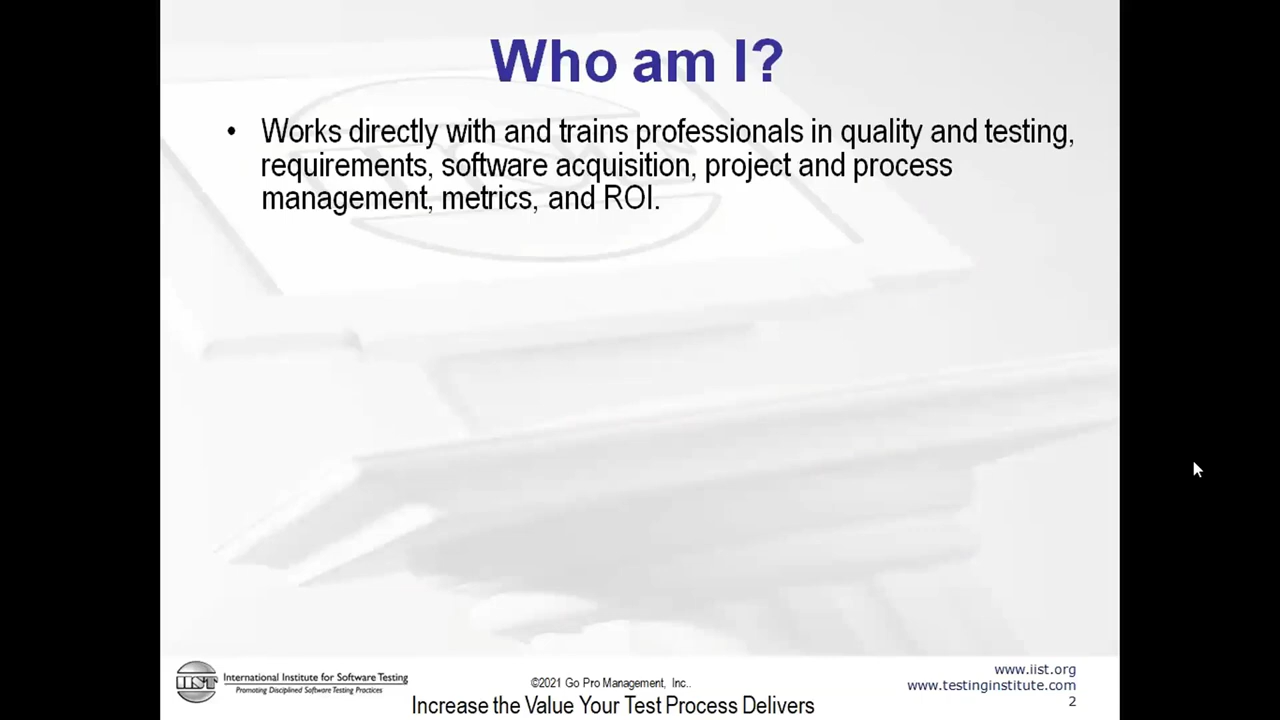 Who am I?
• Works directly with and trains professionals in quality and testing,
requirements, software acquisition, project and process
management, metrics, and ROI.
IIST
International Institute for Software Testing
Promoting Disciplined Software Testing Practices
©2021 Go Pro Management, Inc..
Increase the Value Your Test Process Delivers
www.iist.org
www.testinginstitute.com
2